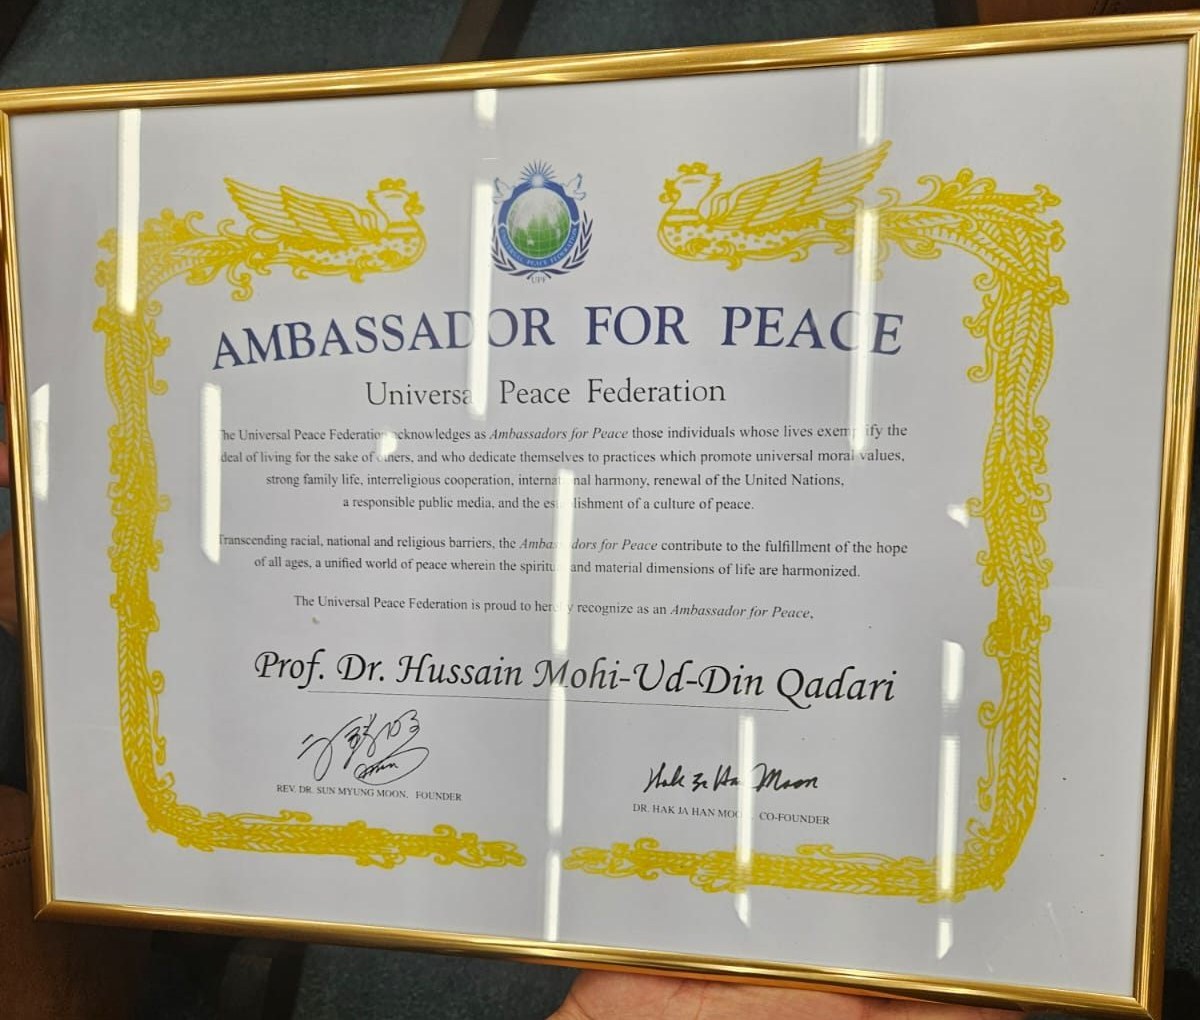 UNIVERSAL PEACE FEDERATION
UPF
AMBASSADOR FOR PEACE
Universal Peace Federation
The Universal Peace Federation acknowledges as Ambassadors for Peace those individuals whose lives exemplify the
ideal of living for the sake of others, and who dedicate themselves to practices which promote universal moral values,
strong family life, interreligious cooperation, international harmony, renewal of the United Nations,
a responsible public media, and the establishment of a culture of peace.
Transcending racial, national and religious barriers, the Ambassadors for Peace contribute to the fulfillment of the hope
of all ages, a unified world of peace wherein the spiritual and material dimensions of life are harmonized.
The Universal Peace Federation is proud to hereby recognize as an Ambassador for Peace,
Prof. Dr. Hussain Mohi-Ud-Din Qadari
Moon
Hak Ja Han Moon
REV. DR. SUN MYUNG MOON, FOUNDER
DR. HAK JA HAN MOON, CO-FOUNDER